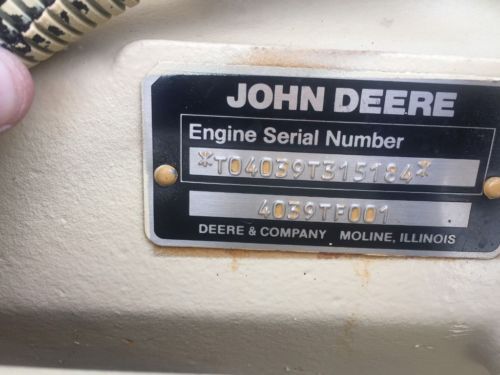 JOHN DEERE
Engine Serial Number
*T04039T315184*
4039TF001
DEERE & COMPANY MOLINE, ILLINOIS